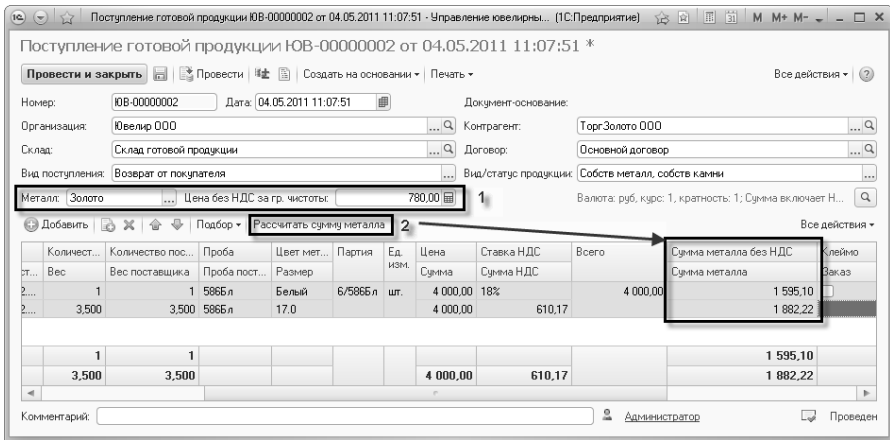 1С Поступление готовой продукции ЮВ-00000002 от 04.05.2011 11:07:51 - Управление ювелирны... (1С:Предприятие) M M+ M-
Поступление готовой продукции ЮВ-00000002 от 04.05.2011 11:07:51 *
Провести и закрыть Провести Создать на основании Печать Все действия ?
Номер: ЮВ-00000002 Дата: 04.05.2011 11:07:51 Документ-основание:
Организация: Ювелир ООО ... Контрагент: ТоргЗолото ООО ...
Склад: Склад готовой продукции ... Договор: Основной договор ...
Вид поступления: Возврат от покупателя ... Вид/статус продукции: Собств металл, собств камни ...
Металл: Золото ... Цена без НДС за гр. чистоты: 780,00 1 Валюта: руб, курс: 1, кратность: 1; Сумма включает Н...
Добавить Подбор Рассчитать сумму металла 2 Все действия
Количест... Количество пос... Проба Цвет мет... Партия Ед. изм. Цена Ставка НДС Всего Сумма металла без НДС Клеймо
ст... Вес Вес поставщика Проба пост... Размер Сумма Сумма НДС Сумма металла Заказ
2.... 1 1 586Бл Белый 6/586Бл шт. 4 000,00 18% 4 000,00 1 595,10
2.... 3,500 3,500 586Бл 17.0 4 000,00 610,17 1 882,22
1 1 1 595,10
3,500 3,500 4 000,00 610,17 1 882,22
Комментарий: Администратор Проведен